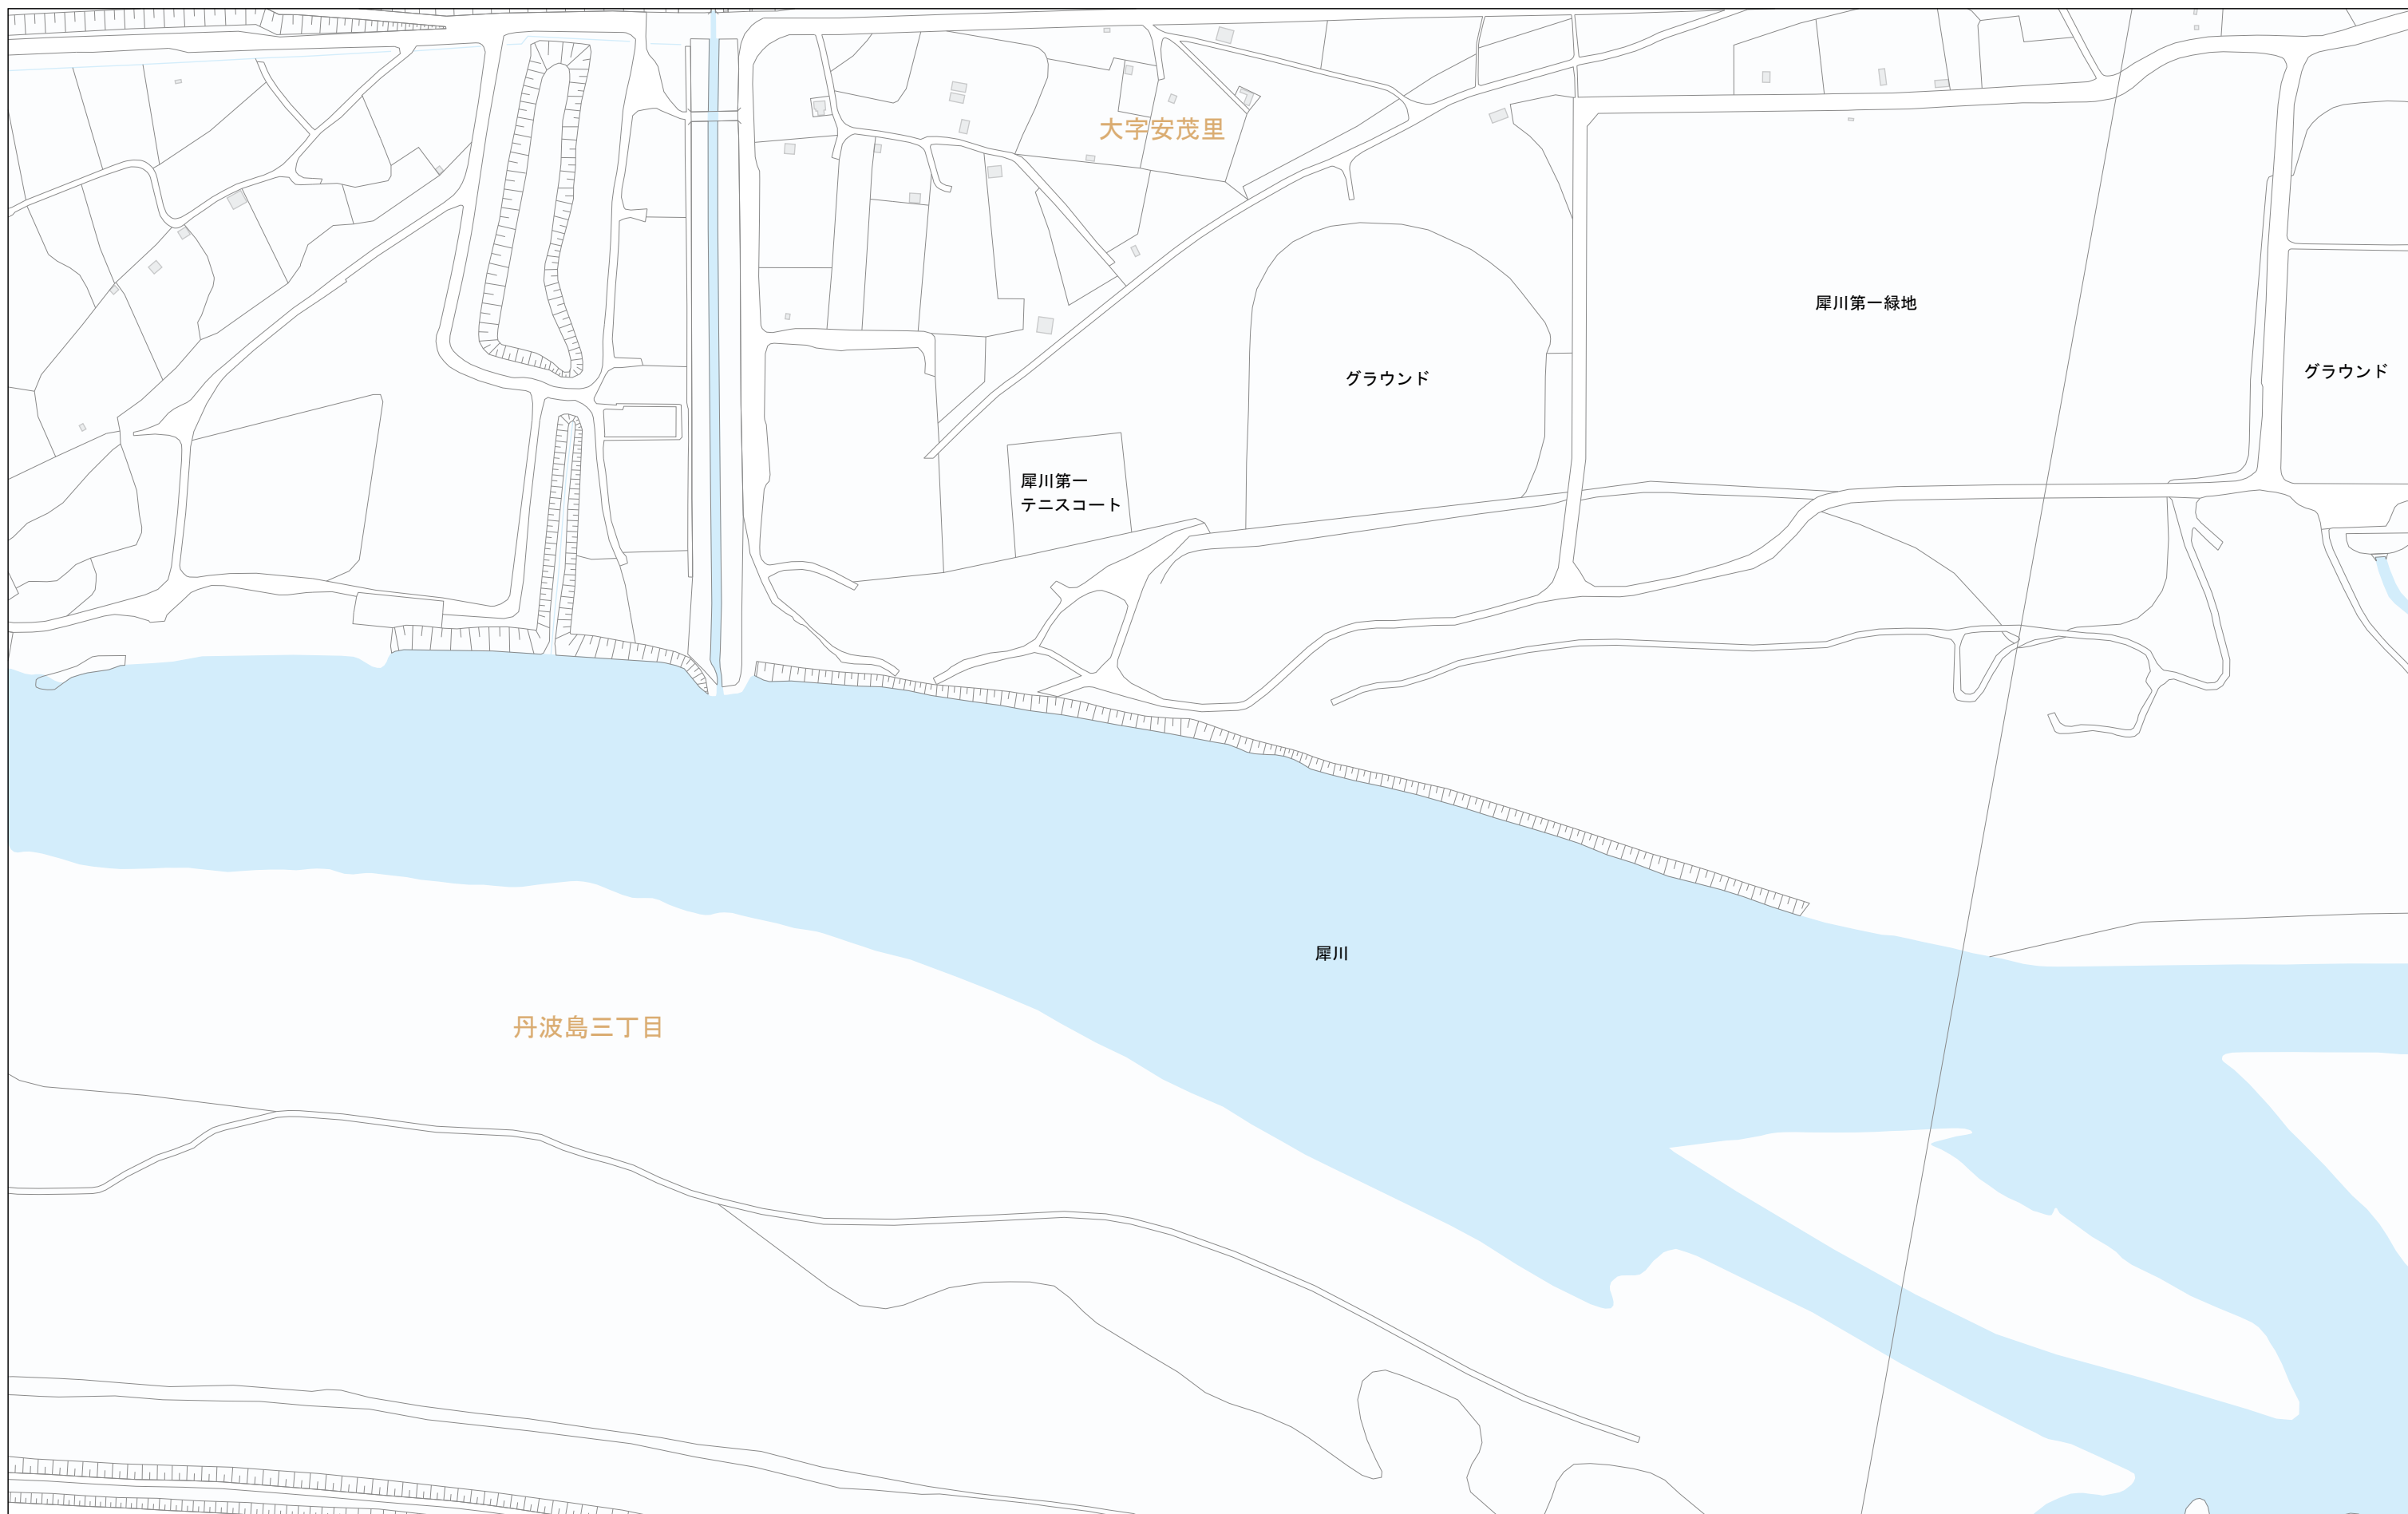 大字安茂里
犀川第一緑地
グラウンド
グラウンド
犀川第一
テニスコート
犀川
丹波島三丁目